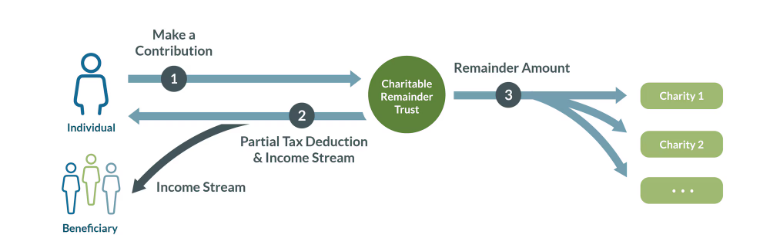 Make a
Contribution
1
Individual
Charitable
Remainder
Trust
2
Partial Tax Deduction
& Income Stream
Income Stream
Beneficiary
Remainder Amount
3
Charity 1
Charity 2
...